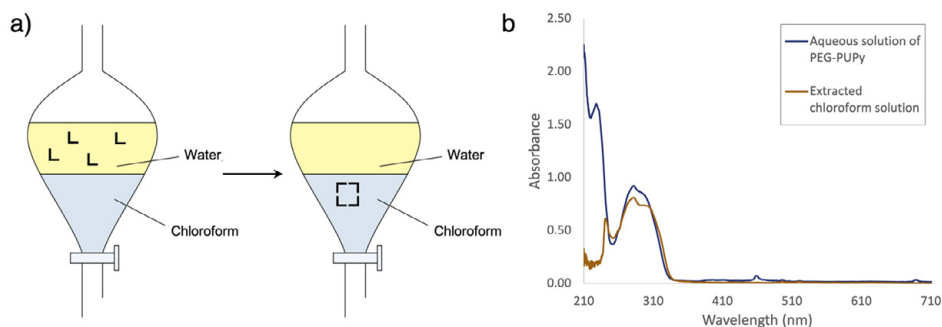 a)
Water
Chloroform
Water
Chloroform
b
2.50
2.00
1.50
1.00
0.50
0.00
Absorbance
210
310
410
510
610
710
Wavelength (nm)
Aqueous solution of
PEG-PUPy
Extracted
chloroform solution